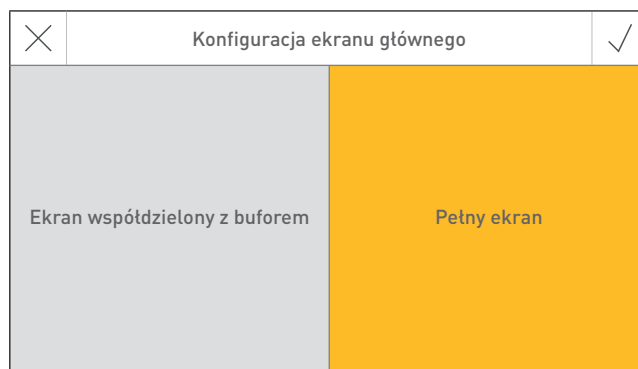 Konfiguracja ekranu głównego
Ekran współdzielony z buforem
Pełny ekran